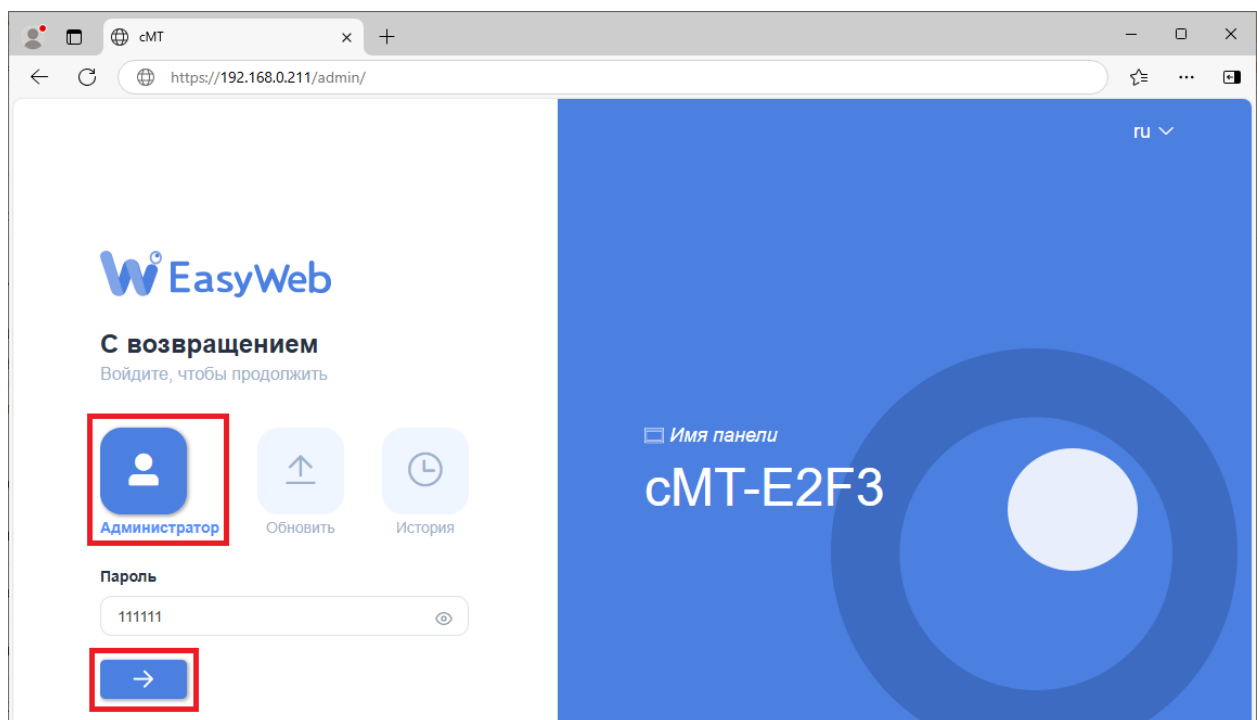 cMT
https://192.168.0.211/admin/
ru
EasyWeb
С возвращением
Войдите, чтобы продолжить
Администратор
Обновить
История
Пароль
111111
Имя панели
cMT-E2F3